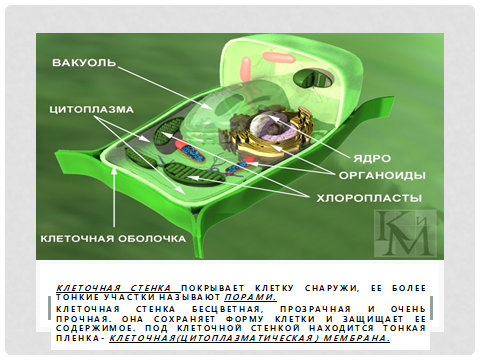 ВАКУОЛЬ
ЦИТОПЛАЗМА
ЯДРО
ОРГАНОИДЫ
ХЛОРОПЛАСТЫ
КЛЕТОЧНАЯ ОБОЛОЧКА
К И М
КЛЕТОЧНАЯ СТЕНКА ПОКРЫВАЕТ КЛЕТКУ СНАРУЖИ, ЕЕ БОЛЕЕ
ТОНКИЕ УЧАСТКИ НАЗЫВАЮТ ПОРАМИ.
КЛЕТОЧНАЯ СТЕНКА БЕСЦВЕТНАЯ, ПРОЗРАЧНАЯ И ОЧЕНЬ
ПРОЧНАЯ. ОНА СОХРАНЯЕТ ФОРМУ КЛЕТКИ И ЗАЩИЩАЕТ ЕЕ
СОДЕРЖИМОЕ. ПОД КЛЕТОЧНОЙ СТЕНКОЙ НАХОДИТСЯ ТОНКАЯ
ПЛЕНКА- КЛЕТОЧНАЯ(ЦИТОПЛАЗМАТИЧЕСКАЯ) МЕМБРАНА.